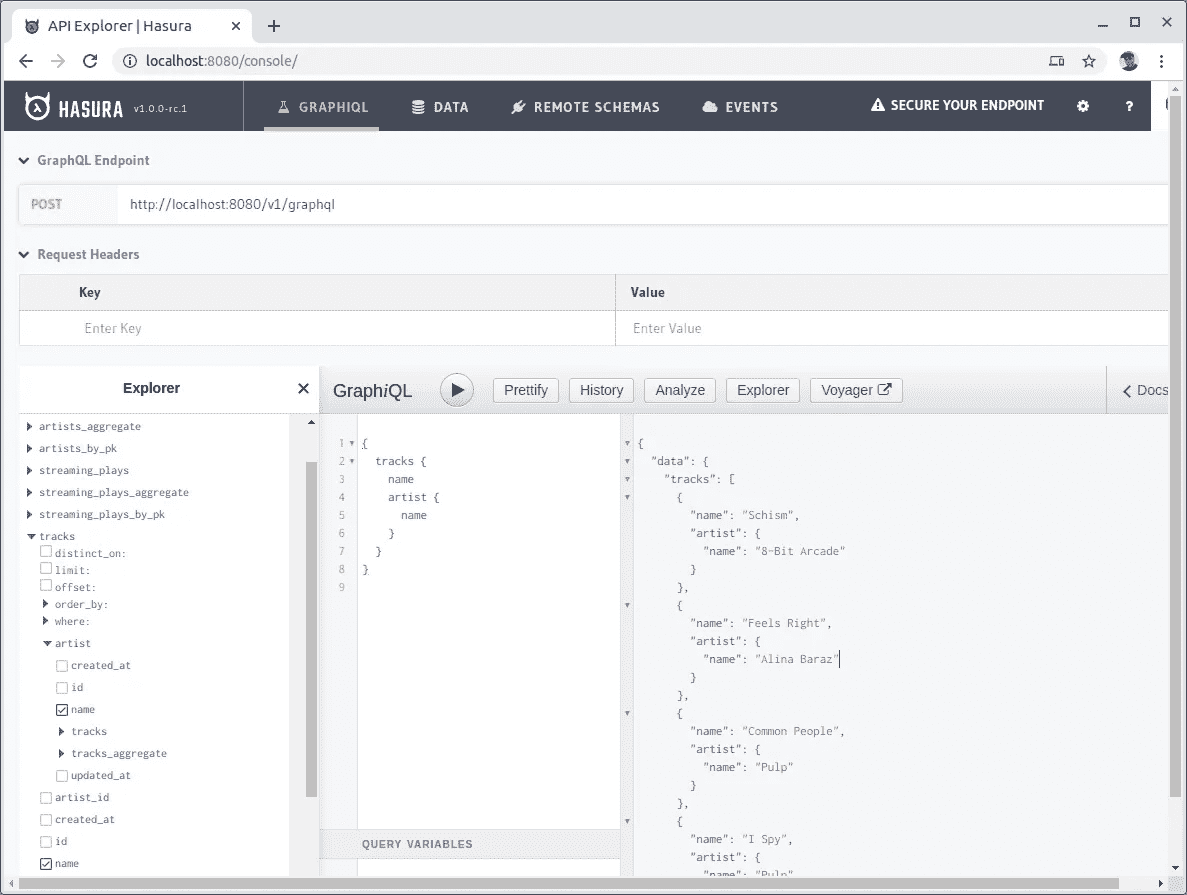 API Explorer | Hasura
localhost:8080/console/
HASURA v1.0.0-rc.1 GRAPHIQL DATA REMOTE SCHEMAS EVENTS SECURE YOUR ENDPOINT ?
GraphQL Endpoint
POST http://localhost:8080/v1/graphql
Request Headers
Key Value
Enter Key Enter Value
Explorer
GraphiQL Prettify History Analyze Explorer Voyager Docs
artists_aggregate
artists_by_pk
streaming_plays
streaming_plays_aggregate
streaming_plays_by_pk
tracks
distinct_on:
limit:
offset:
order_by:
where:
artist
created_at
id
name
tracks
tracks_aggregate
updated_at
artist_id
created_at
id
name
1 {
2 tracks {
3 name
4 artist {
5 name
6 }
7 }
8 }
9
QUERY VARIABLES
{
"data": {
"tracks": [
{
"name": "Schism",
"artist": {
"name": "8-Bit Arcade"
}
},
{
"name": "Feels Right",
"artist": {
"name": "Alina Baraz"
}
},
{
"name": "Common People",
"artist": {
"name": "Pulp"
}
},
{
"name": "I Spy",
"artist": {
"name": "Pulp"